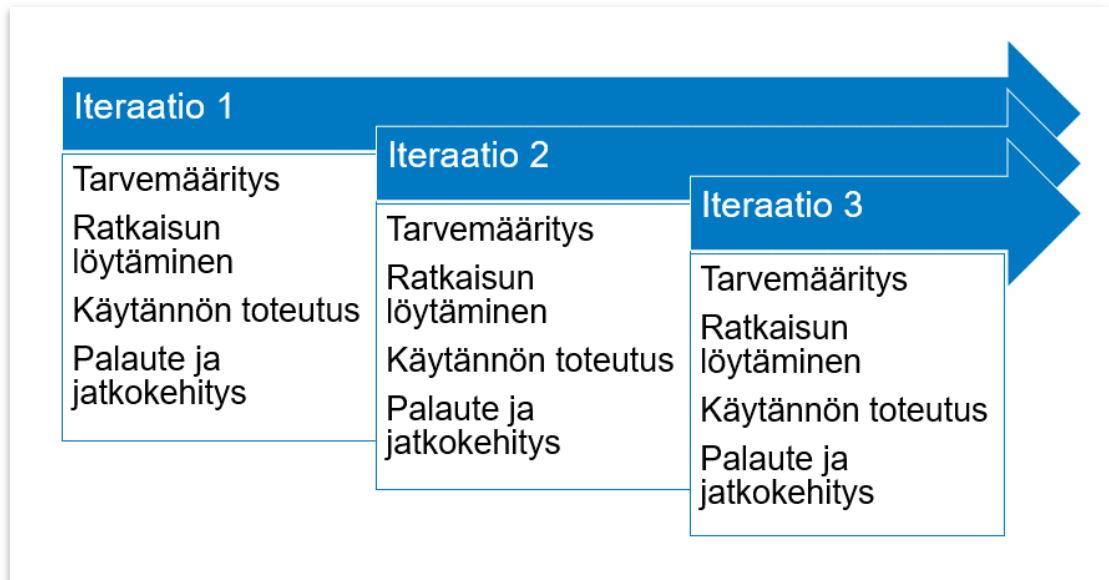 Iteraatio 1
Tarvemääritys
Ratkaisun
löytäminen
Käytännön toteutus
Palaute ja
jatkokehitys
Iteraatio 2
Tarvemääritys
Ratkaisun
löytäminen
Käytännön toteutus
Palaute ja
jatkokehitys
Iteraatio 3
Tarvemääritys
Ratkaisun
löytäminen
Käytännön toteutus
Palaute ja
jatkokehitys